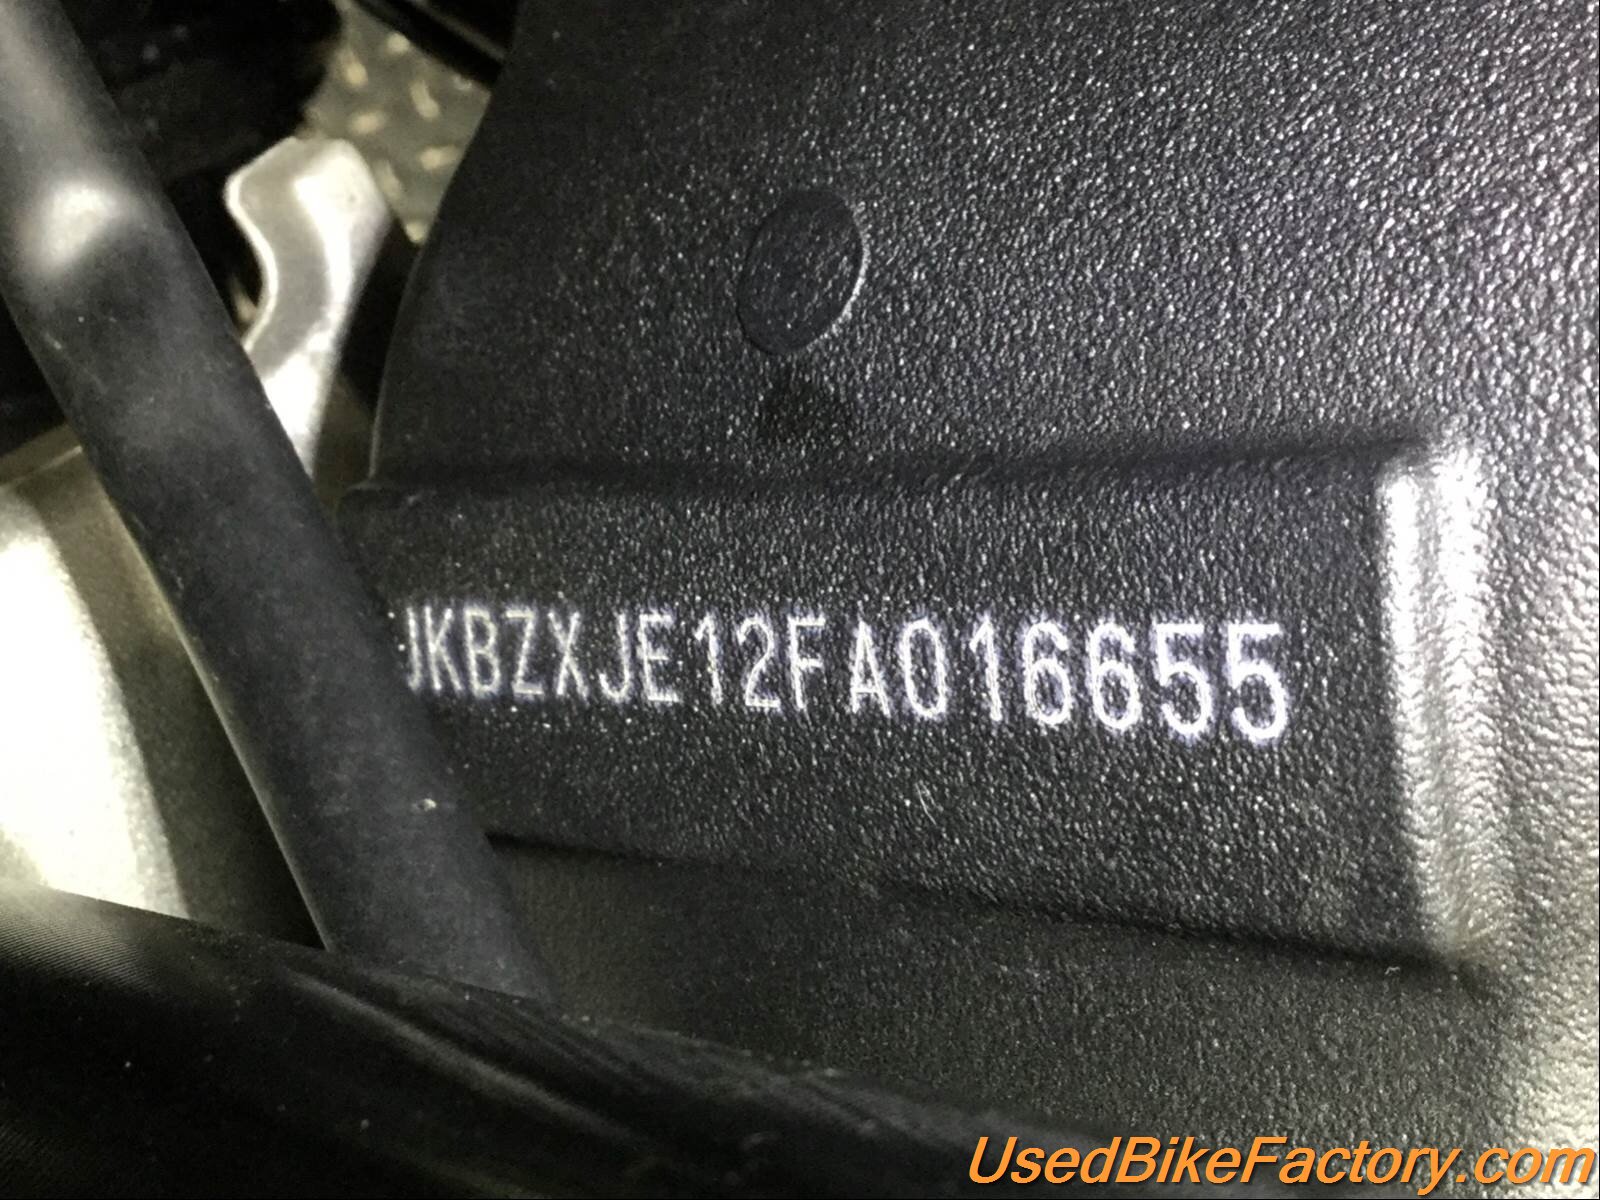 JKBZXJE12FA016655
UsedBikeFactory.com